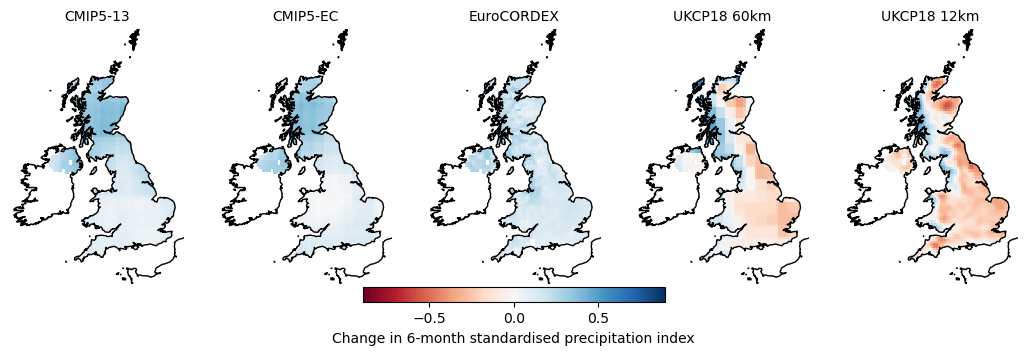 CMIP5-13 CMIP5-EC EuroCORDEX UKCP18 60km UKCP18 12km
−0.5 0.0 0.5
Change in 6-month standardised precipitation index